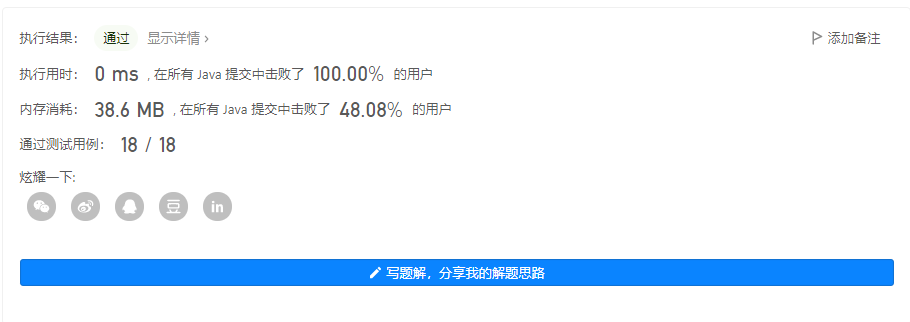 执行结果： 通过 显示详情 › 添加备注
执行用时： 0 ms , 在所有 Java 提交中击败了 100.00% 的用户
内存消耗： 38.6 MB , 在所有 Java 提交中击败了 48.08% 的用户
通过测试用例： 18 / 18
炫耀一下:
豆 in
写题解，分享我的解题思路